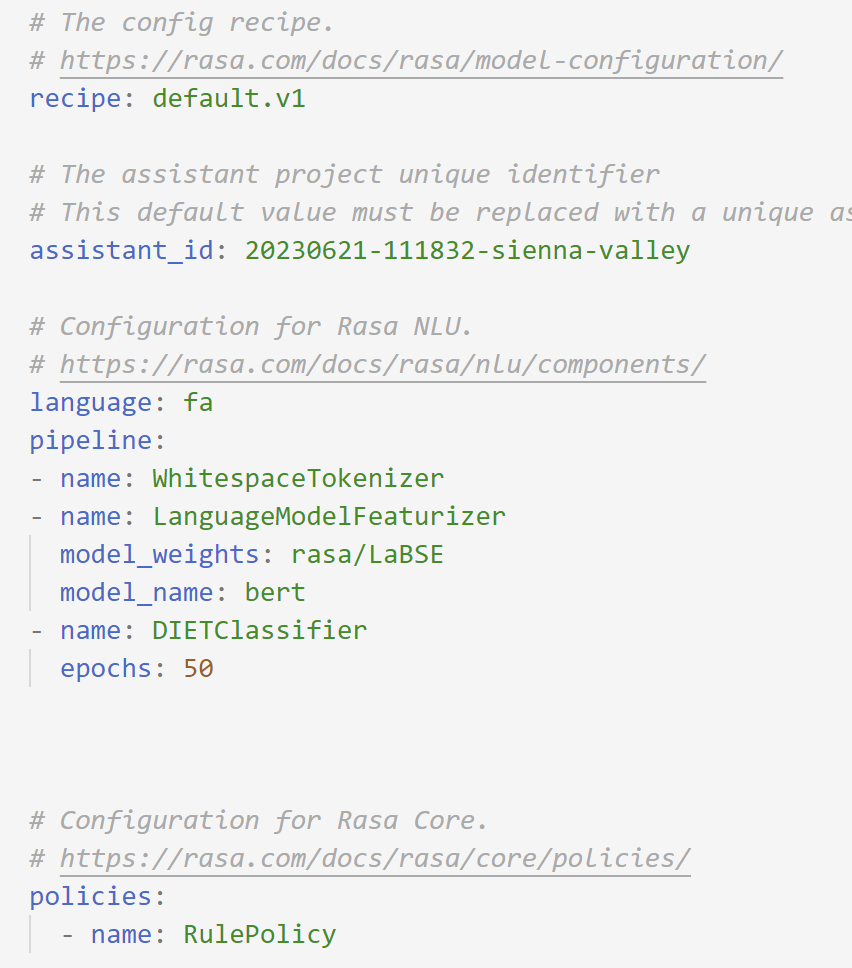 # The config recipe.
# https://rasa.com/docs/rasa/model-configuration/
recipe: default.v1
# The assistant project unique identifier
# This default value must be replaced with a unique as
assistant_id: 20230621-111832-sienna-valley
# Configuration for Rasa NLU.
# https://rasa.com/docs/rasa/nlu/components/
language: fa
pipeline:
- name: WhitespaceTokenizer
- name: LanguageModelFeaturizer
  model_weights: rasa/LaBSE
  model_name: bert
- name: DIETClassifier
  epochs: 50
# Configuration for Rasa Core.
# https://rasa.com/docs/rasa/core/policies/
policies:
  - name: RulePolicy